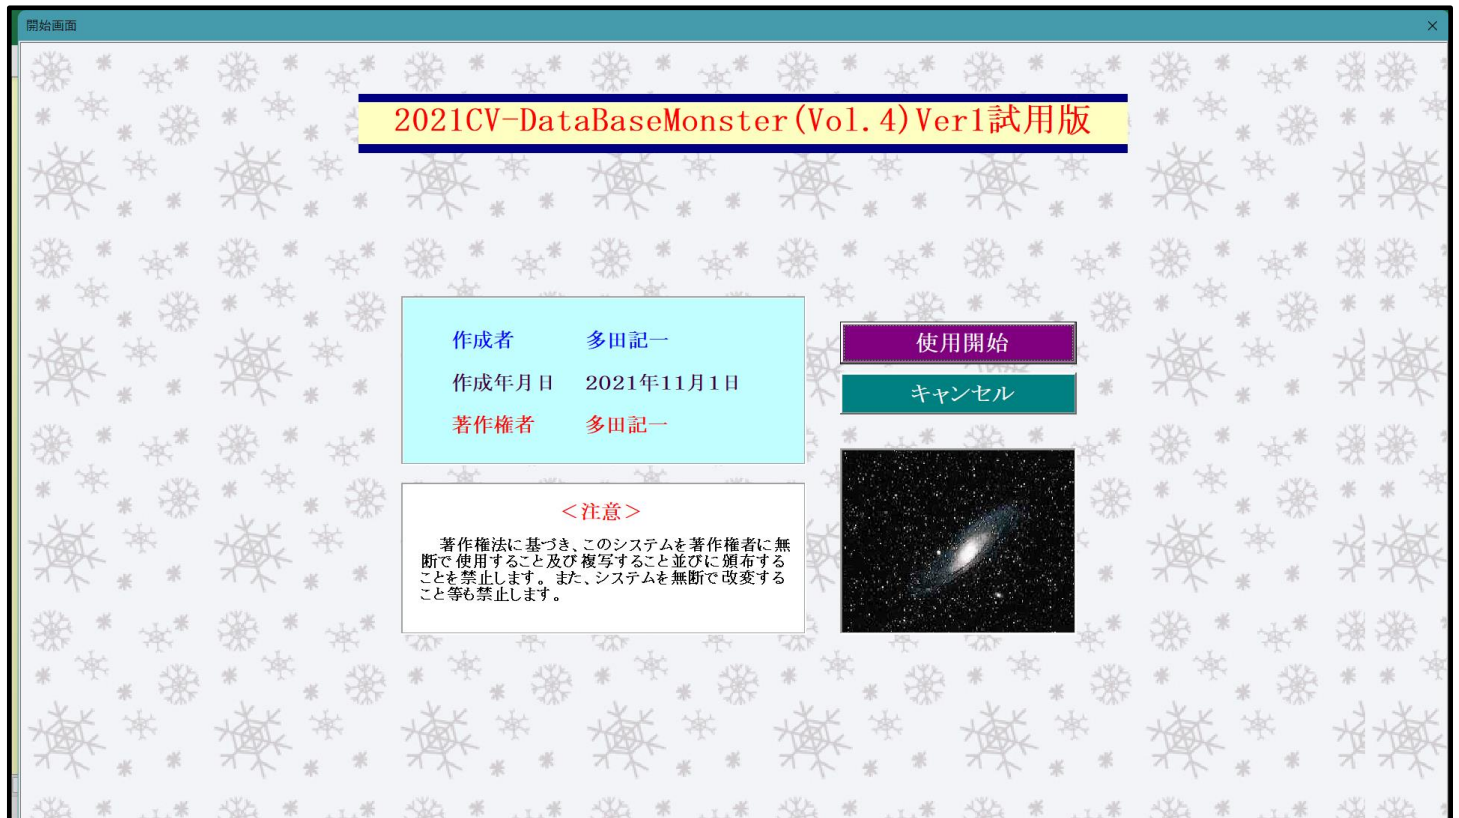 開始画面
2021CV-DataBaseMonster(Vol.4)Ver1試用版
作成者 多田記一
作成年月日 2021年11月1日
著作権者 多田記一
使用開始
キャンセル
＜注意＞
著作権法に基づき、このシステムを著作権者に無
断で使用すること及び複写すること並びに頒布する
ことを禁止します。また、システムを無断で改変する
こと等も禁止します。